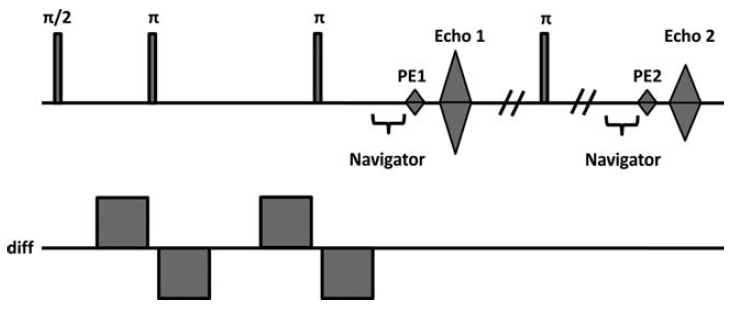 π/2
π
π
π
Echo 1
Echo 2
PE1
PE2
Navigator
Navigator
diff